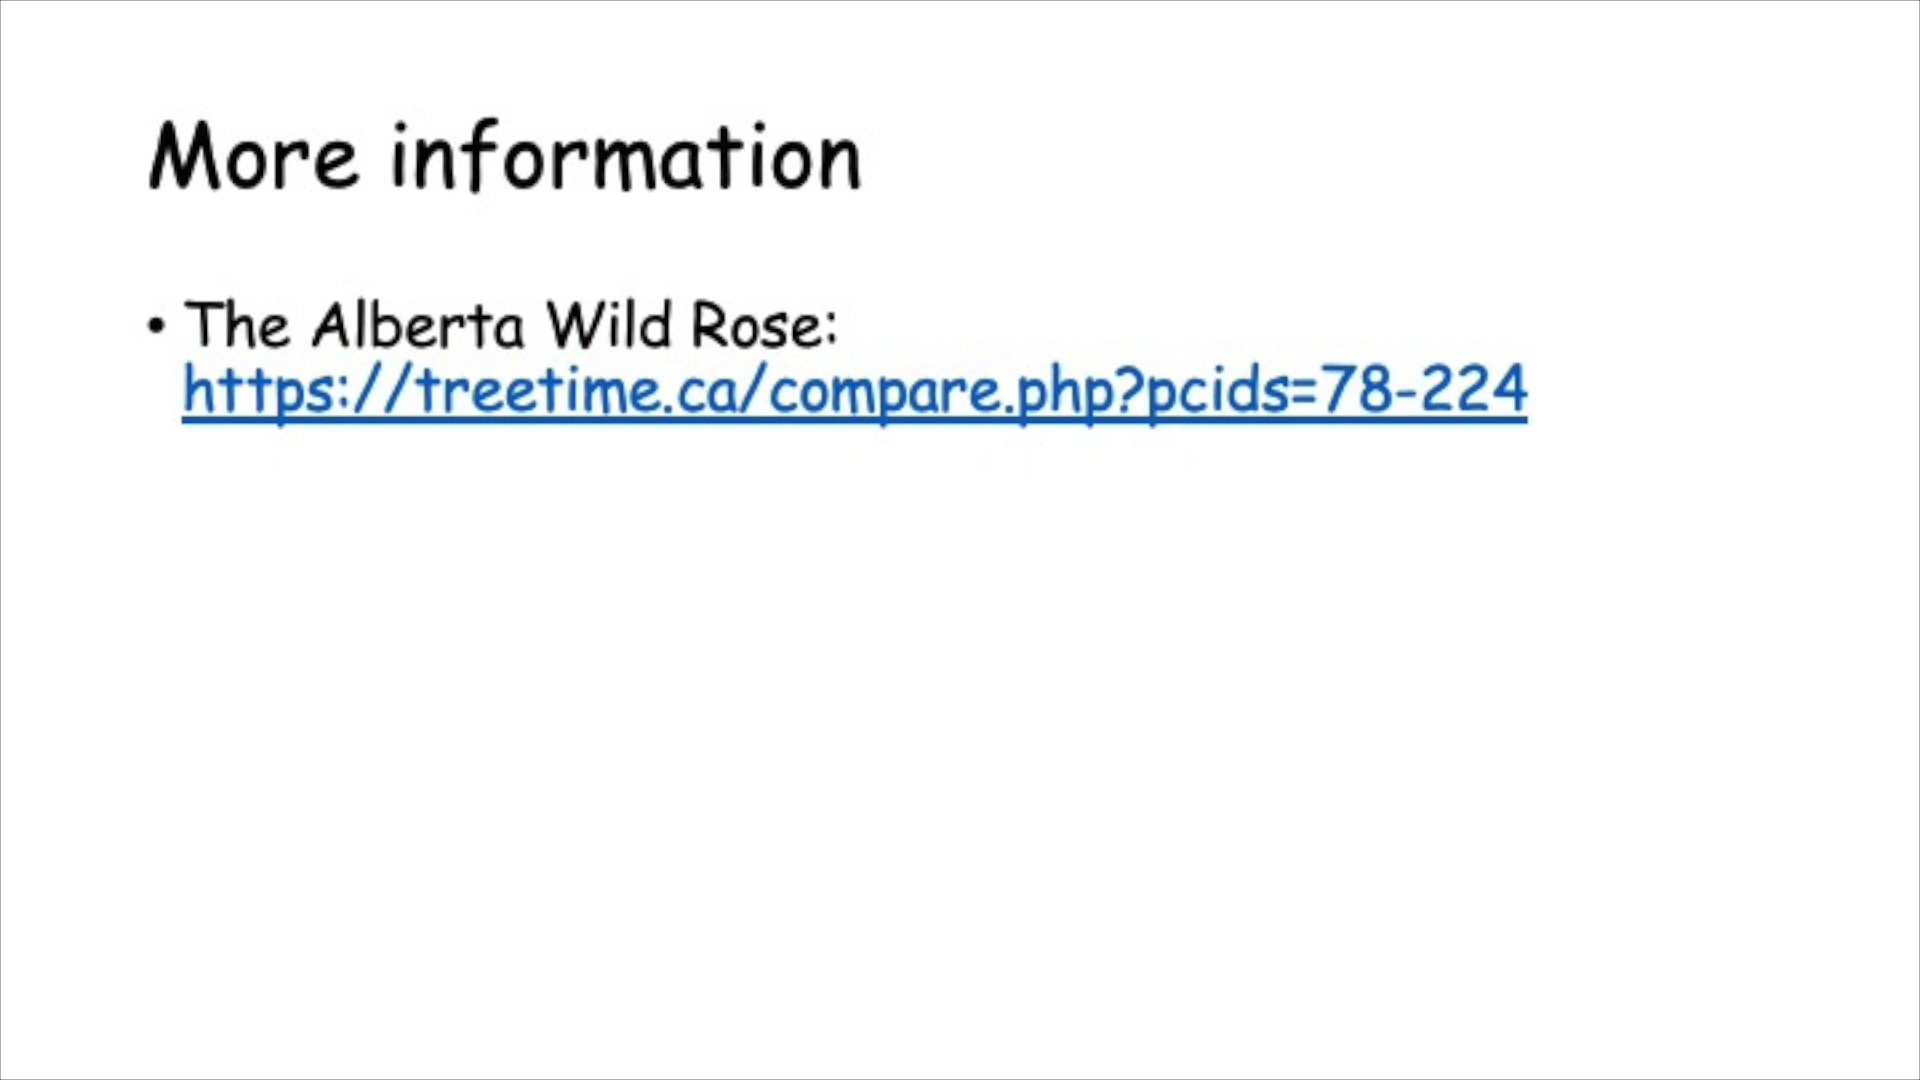 More information
• The Alberta Wild Rose:
https://treetime.ca/compare.php?pcids=78-224